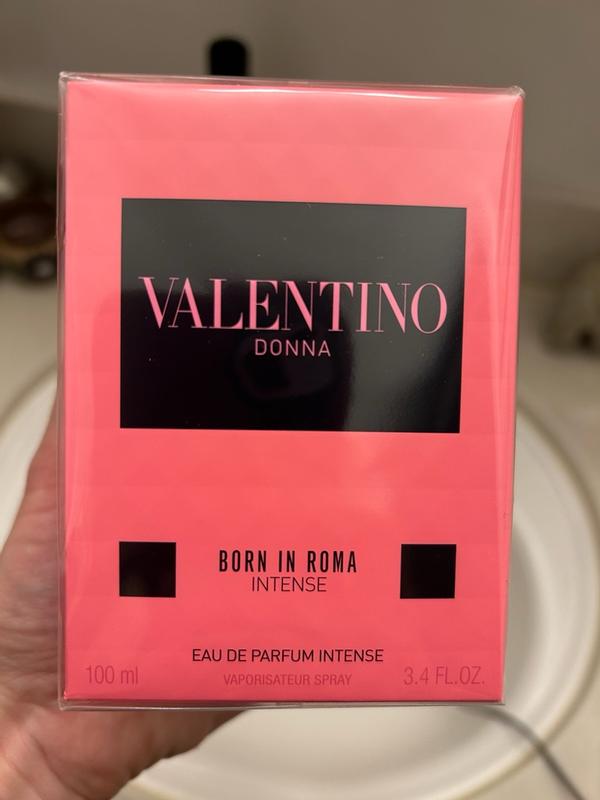 VALENTINO
DONNA
BORN IN ROMA
INTENSE
EAU DE PARFUM INTENSE
100 ml VAPORISATEUR SPRAY 3.4 FL.OZ.